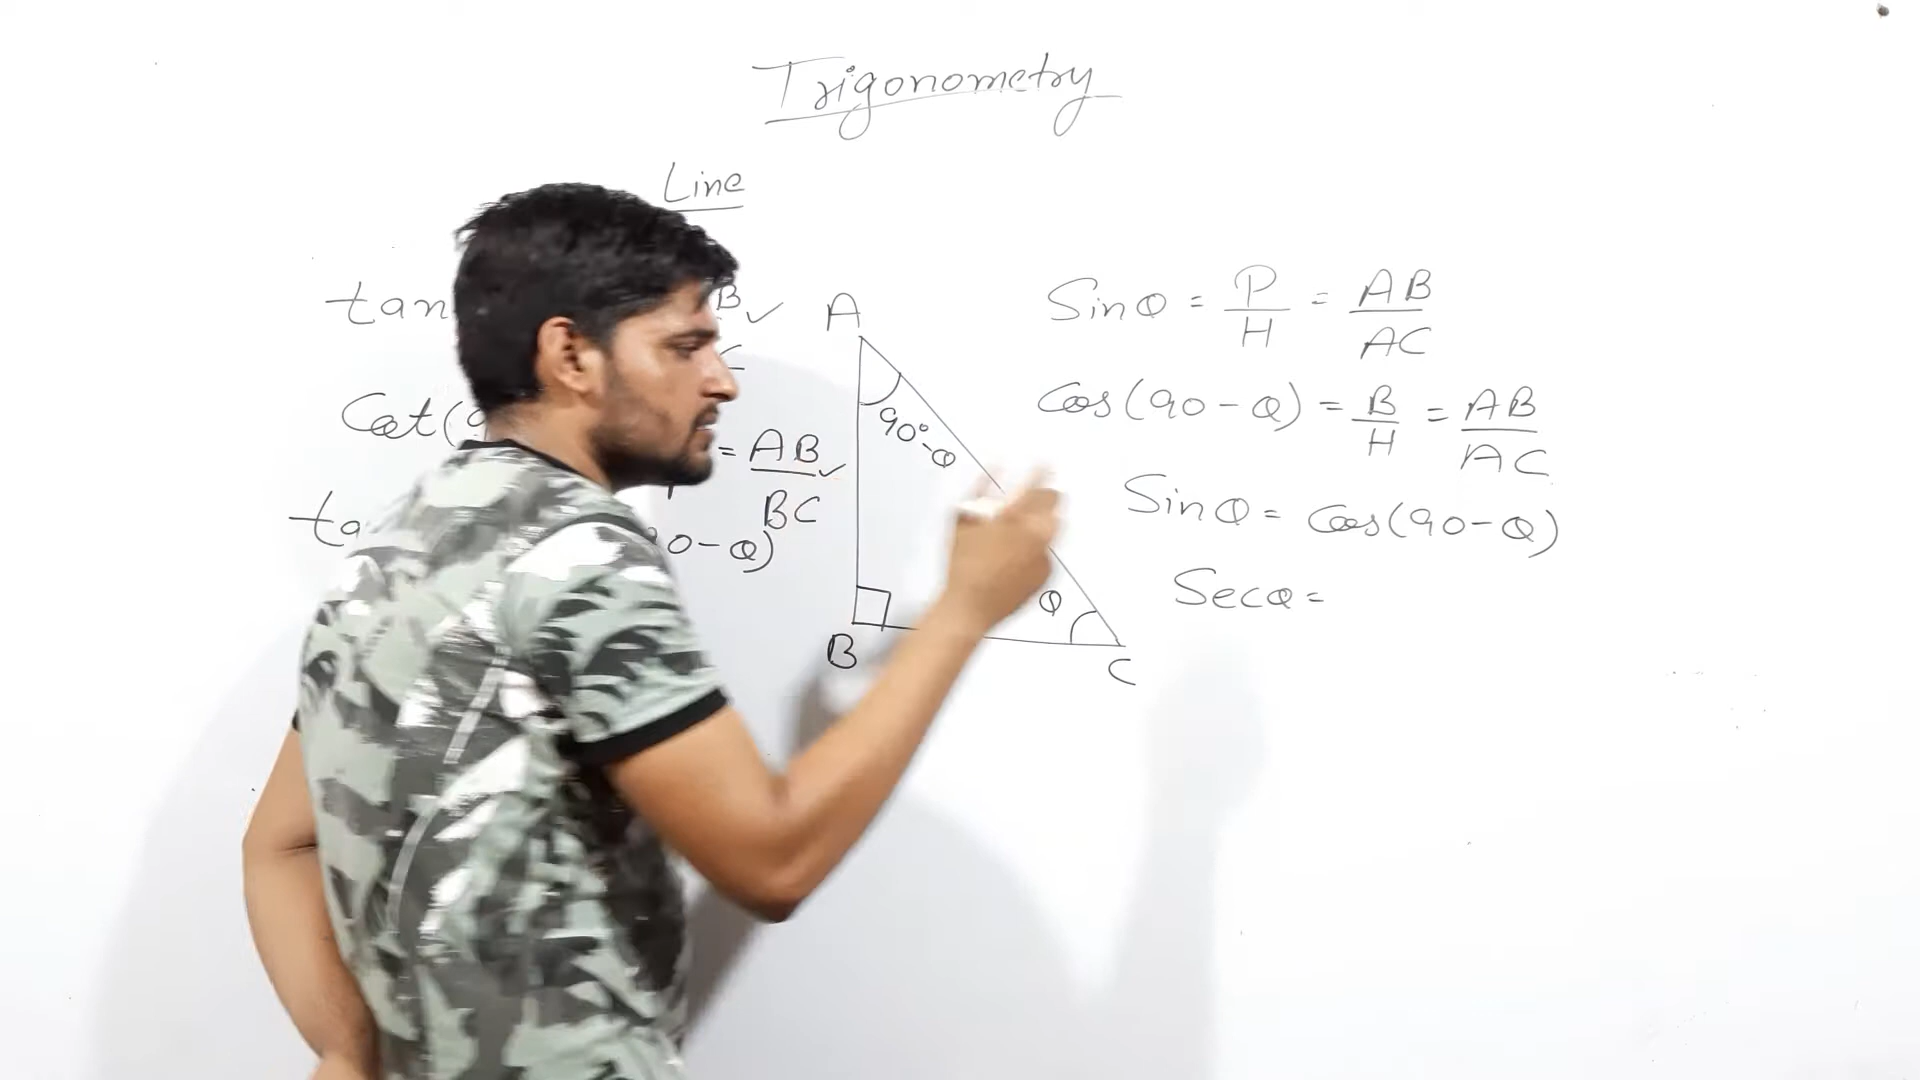 Trigonometry
Line
tan
Cot(
= AB / BC
ta
0-θ)
A
90°-θ
B
θ
C
Sinθ = P/H = AB/AC
Cos(90-θ) = B/H = AB/AC
Sinθ = Cos(90-θ)
Secθ =